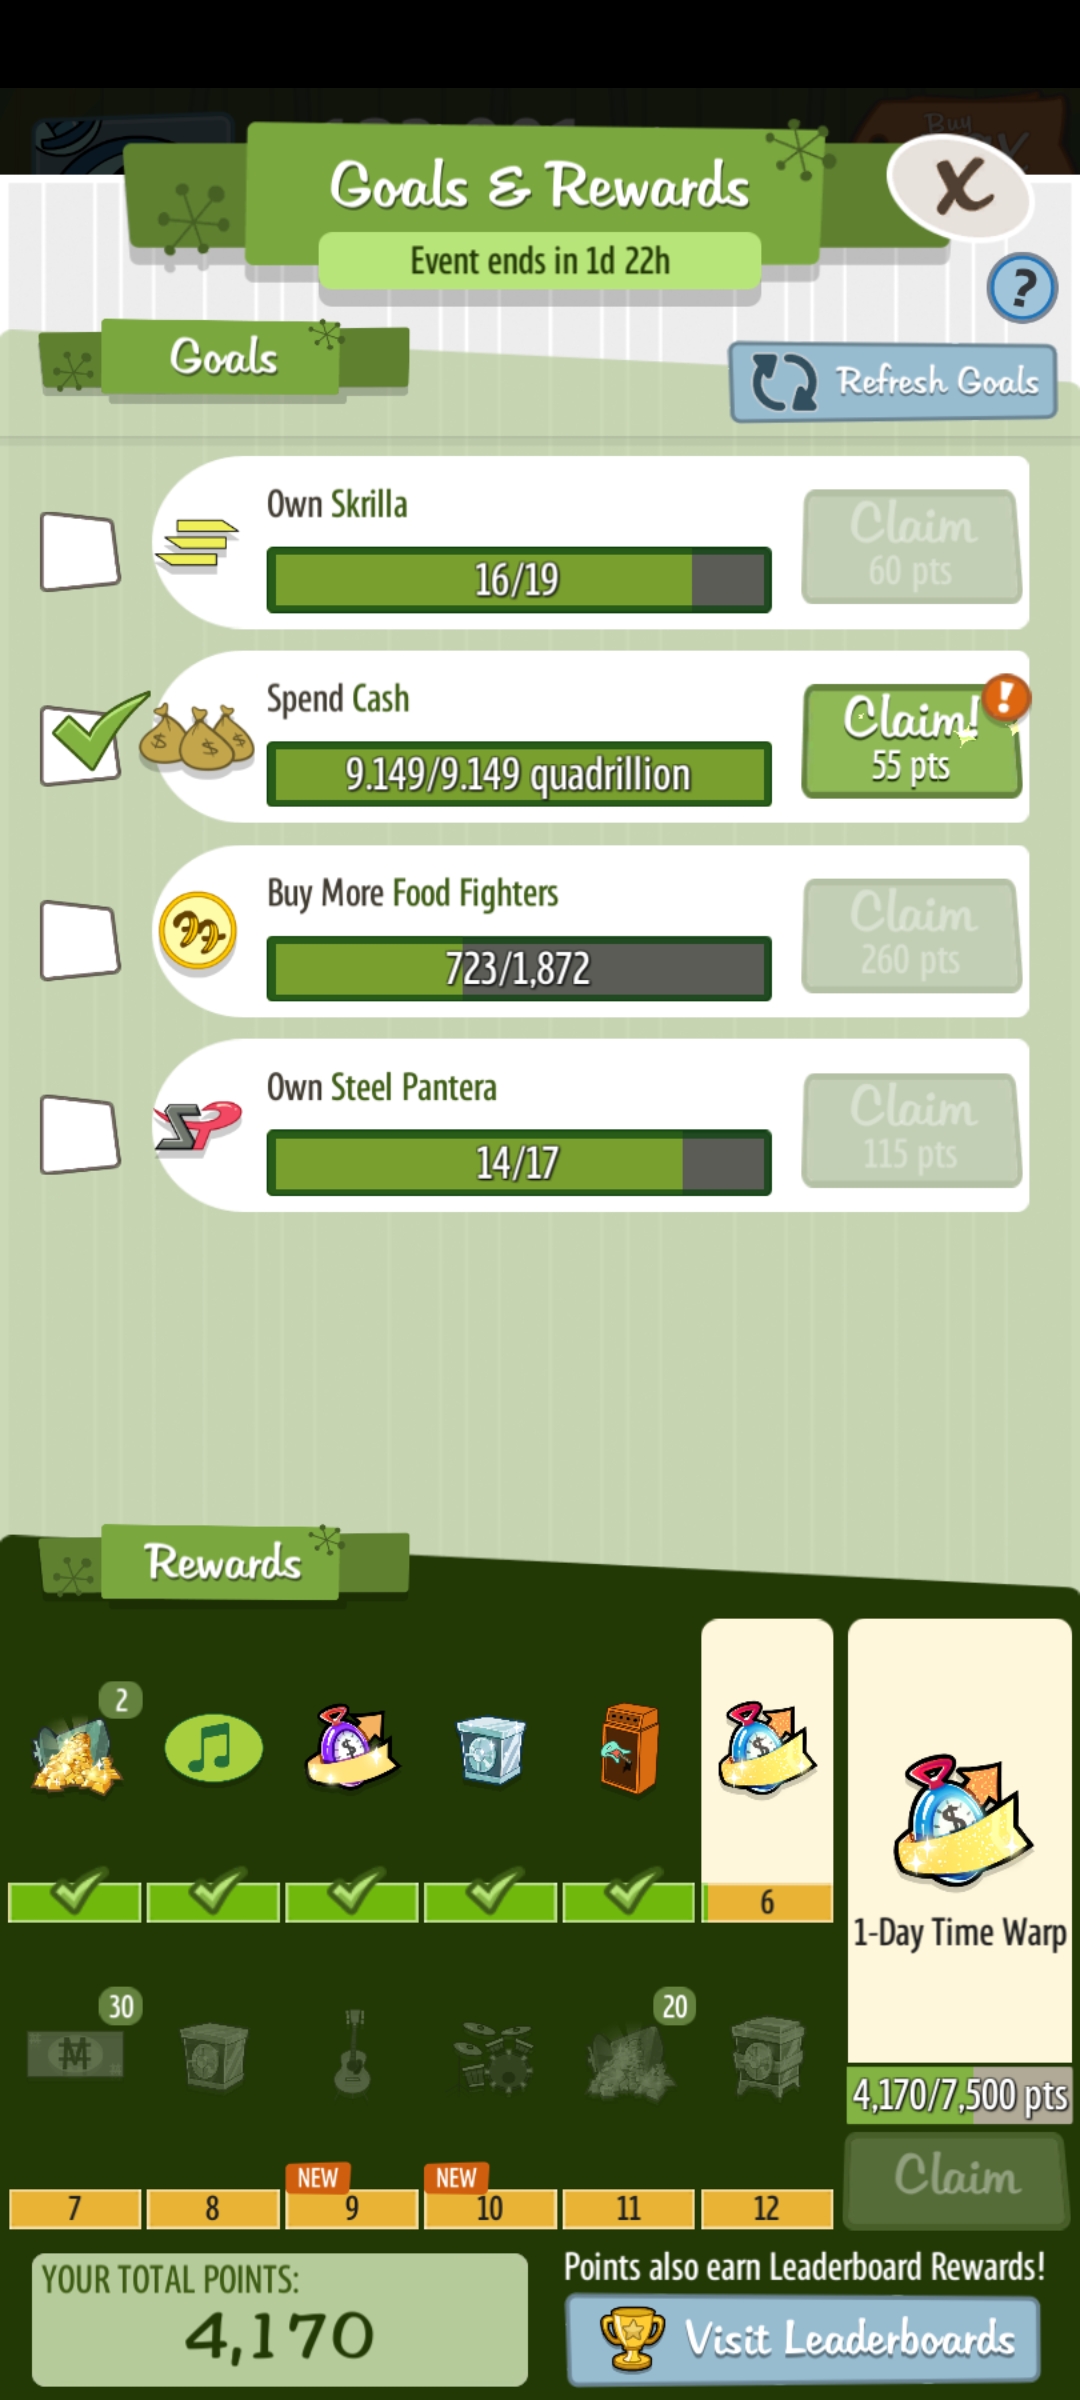 Buy
Goals & Rewards
X
Event ends in 1d 22h
?
Goals
Refresh Goals
Own Skrilla
16/19
Claim
60 pts
Spend Cash
9.149/9.149 quadrillion
Claim!
!
55 pts
Buy More Food Fighters
723/1,872
Claim
260 pts
Own Steel Pantera
14/17
Claim
115 pts
Rewards
2
6
1-Day Time Warp
30
20
4,170/7,500 pts
Claim
NEW
NEW
7
8
9
10
11
12
YOUR TOTAL POINTS:
4,170
Points also earn Leaderboard Rewards!
Visit Leaderboards